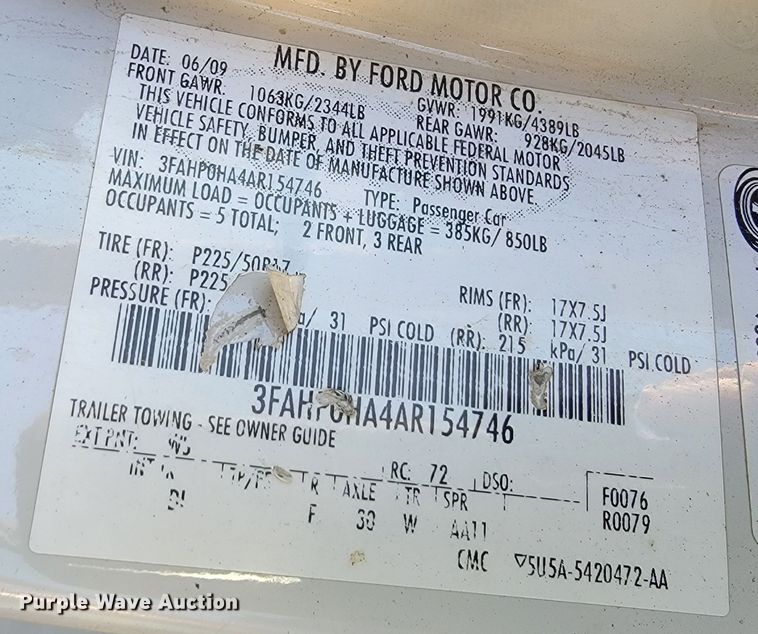 MFD. BY FORD MOTOR CO.
DATE: 06/09 GVWR: 1991KG/4389LB
FRONT GAWR: 1063KG/2344LB REAR GAWR: 928KG/2045LB
THIS VEHICLE CONFORMS TO ALL APPLICABLE FEDERAL MOTOR
VEHICLE SAFETY, BUMPER, AND THEFT PREVENTION STANDARDS
IN EFFECT ON THE DATE OF MANUFACTURE SHOWN ABOVE.
VIN: 3FAHP0HA4AR154746 TYPE: Passenger Car
MAXIMUM LOAD = OCCUPANTS + LUGGAGE = 385KG/ 850LB
OCCUPANTS = 5 TOTAL; 2 FRONT, 3 REAR
TIRE (FR): P225/50R17 RIMS (FR): 17X7.5J
(RR): P225 (RR): 17X7.5J
PRESSURE (FR): / 31 PSI COLD (RR): 215 kPa/ 31 PSI COLD
3FAHP0HA4AR154746
TRAILER TOWING - SEE OWNER GUIDE
EXT PNT: RC: 72 DSO:
R AXLE TR SPR F0076
F 30 W AA11 R0079
CMC ▽5U5A-5420472-AA
Purple Wave Auction